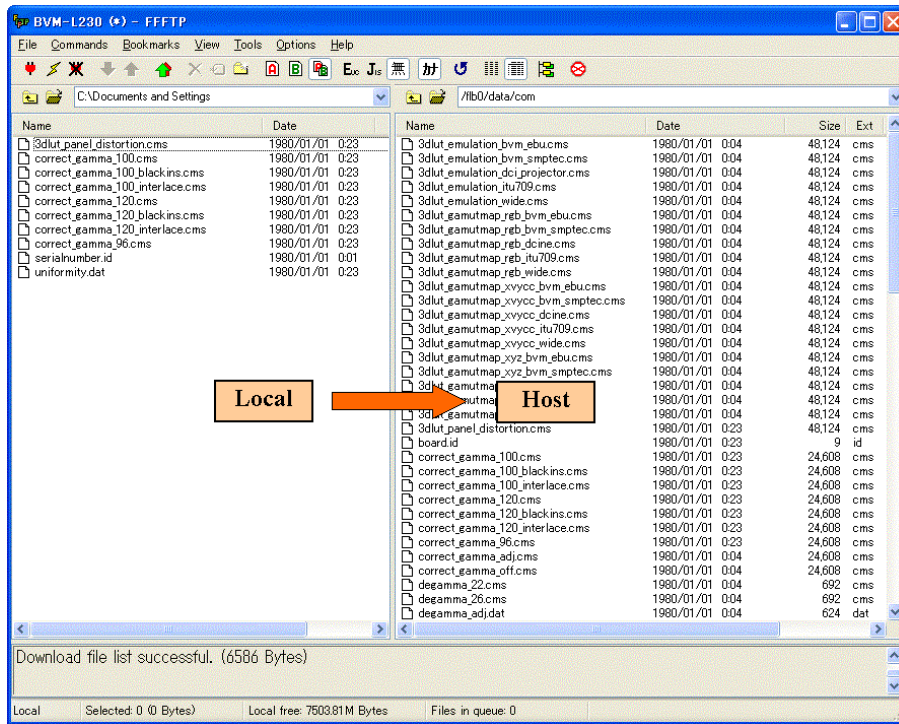 BVM-L230 (*) - FFFTP
File Commands Bookmarks View Tools Options Help
A B Euc JIS 無 カナ
C:\Documents and Settings
/flb0/data/com
Name Date
3dlut_panel_distortion.cms 1980/01/01 0:23
correct_gamma_100.cms 1980/01/01 0:23
correct_gamma_100_blackins.cms 1980/01/01 0:23
correct_gamma_100_interlace.cms 1980/01/01 0:23
correct_gamma_120.cms 1980/01/01 0:23
correct_gamma_120_blackins.cms 1980/01/01 0:23
correct_gamma_120_interlace.cms 1980/01/01 0:23
correct_gamma_96.cms 1980/01/01 0:23
serialnumber.id 1980/01/01 0:01
uniformity.dat 1980/01/01 0:23
Name Date Size Ext
3dlut_emulation_bvm_ebu.cms 1980/01/01 0:04 48,124 cms
3dlut_emulation_bvm_smptec.cms 1980/01/01 0:04 48,124 cms
3dlut_emulation_dci_projector.cms 1980/01/01 0:04 48,124 cms
3dlut_emulation_itu709.cms 1980/01/01 0:04 48,124 cms
3dlut_emulation_wide.cms 1980/01/01 0:04 48,124 cms
3dlut_gamutmap_rgb_bvm_ebu.cms 1980/01/01 0:04 48,124 cms
3dlut_gamutmap_rgb_bvm_smptec.cms 1980/01/01 0:04 48,124 cms
3dlut_gamutmap_rgb_dcine.cms 1980/01/01 0:04 48,124 cms
3dlut_gamutmap_rgb_itu709.cms 1980/01/01 0:04 48,124 cms
3dlut_gamutmap_rgb_wide.cms 1980/01/01 0:04 48,124 cms
3dlut_gamutmap_xvycc_bvm_ebu.cms 1980/01/01 0:04 48,124 cms
3dlut_gamutmap_xvycc_bvm_smptec.cms 1980/01/01 0:04 48,124 cms
3dlut_gamutmap_xvycc_dcine.cms 1980/01/01 0:04 48,124 cms
3dlut_gamutmap_xvycc_itu709.cms 1980/01/01 0:04 48,124 cms
3dlut_gamutmap_xvycc_wide.cms 1980/01/01 0:04 48,124 cms
3dlut_gamutmap_xyz_bvm_ebu.cms 1980/01/01 0:04 48,124 cms
3dlut_gamutmap_xyz_bvm_smptec.cms 1980/01/01 0:04 48,124 cms
3dlut_gamutmap 1980/01/01 0:04 48,124 cms
1980/01/01 0:04 48,124 cms
3dlut_gamutmap 1980/01/01 0:04 48,124 cms
3dlut_panel_distortion.cms 1980/01/01 0:23 48,124 cms
board.id 1980/01/01 0:23 9 id
correct_gamma_100.cms 1980/01/01 0:23 24,608 cms
correct_gamma_100_blackins.cms 1980/01/01 0:23 24,608 cms
correct_gamma_100_interlace.cms 1980/01/01 0:23 24,608 cms
correct_gamma_120.cms 1980/01/01 0:23 24,608 cms
correct_gamma_120_blackins.cms 1980/01/01 0:23 24,608 cms
correct_gamma_120_interlace.cms 1980/01/01 0:23 24,608 cms
correct_gamma_96.cms 1980/01/01 0:23 24,608 cms
correct_gamma_adj.cms 1980/01/01 0:04 24,608 cms
correct_gamma_off.cms 1980/01/01 0:04 24,608 cms
degamma_22.cms 1980/01/01 0:04 692 cms
degamma_26.cms 1980/01/01 0:04 692 cms
degamma_adj.dat 1980/01/01 0:04 624 dat
Local
Host
Download file list successful. (6586 Bytes)
Local Selected: 0 (0 Bytes) Local free: 7503.81M Bytes Files in queue: 0